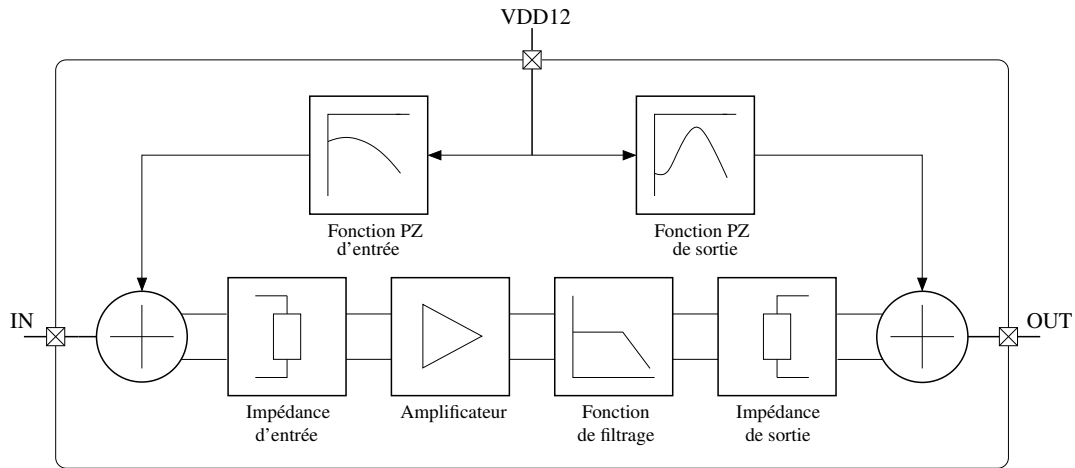 VDD12
Fonction PZ
d'entrée
Fonction PZ
de sortie
IN
OUT
Impédance
d'entrée
Amplificateur
Fonction
de filtrage
Impédance
de sortie